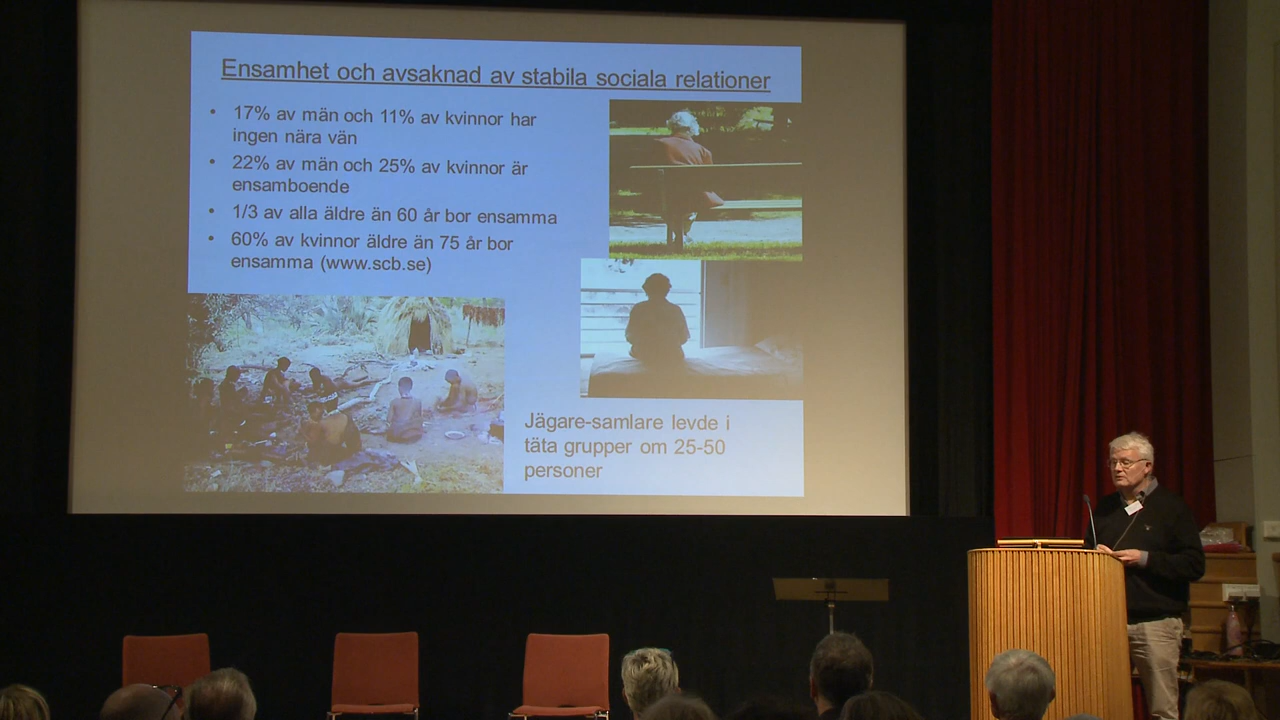 Ensamhet och avsaknad av stabila sociala relationer
• 17% av män och 11% av kvinnor har
ingen nära vän
• 22% av män och 25% av kvinnor är
ensamboende
• 1/3 av alla äldre än 60 år bor ensamma
• 60% av kvinnor äldre än 75 år bor
ensamma (www.scb.se)
Jägare-samlare levde i
täta grupper om 25-50
personer